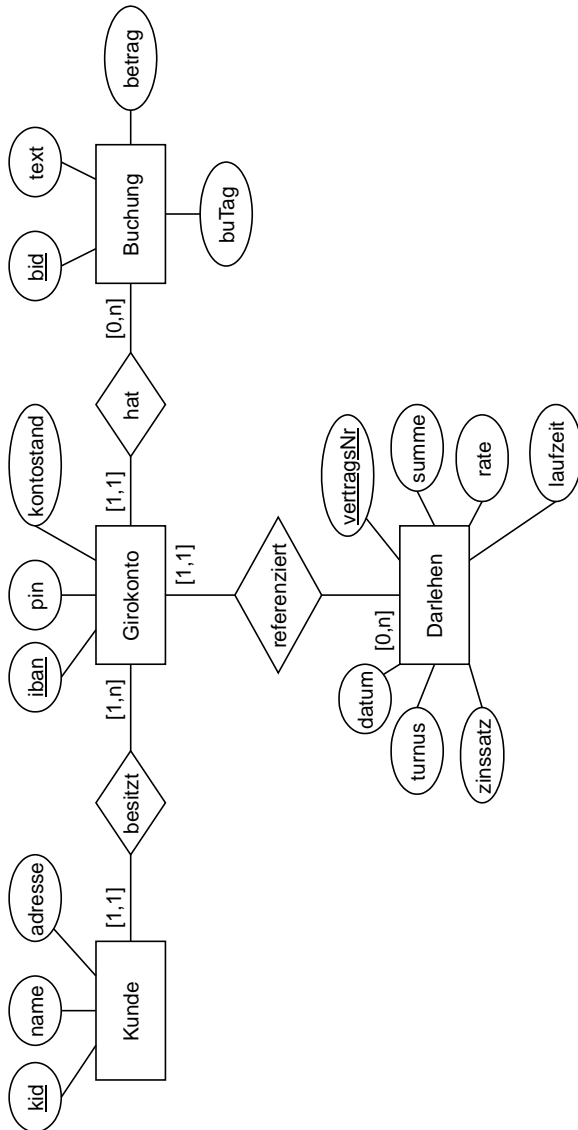 kid
name
adresse
Kunde
[1,1]
besitzt
[1,n]
iban
pin
kontostand
Girokonto
[1,1]
hat
[0,n]
bid
text
Buchung
betrag
buTag
[1,1]
referenziert
[0,n]
Darlehen
datum
turnus
zinssatz
vertragsNr
summe
rate
laufzeit